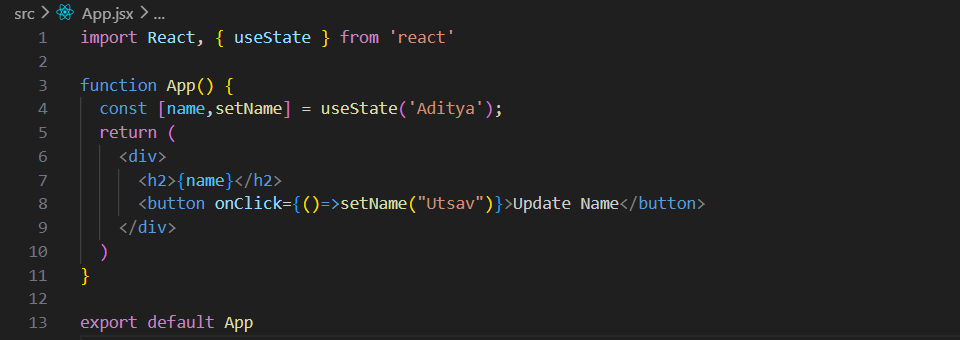 src > App.jsx > ...
1 import React, { useState } from 'react'
2
3 function App() {
4   const [name,setName] = useState('Aditya');
5   return (
6     <div>
7       <h2>{name}</h2>
8       <button onClick={()=>setName("Utsav")}>Update Name</button>
9     </div>
10   )
11 }
12
13 export default App